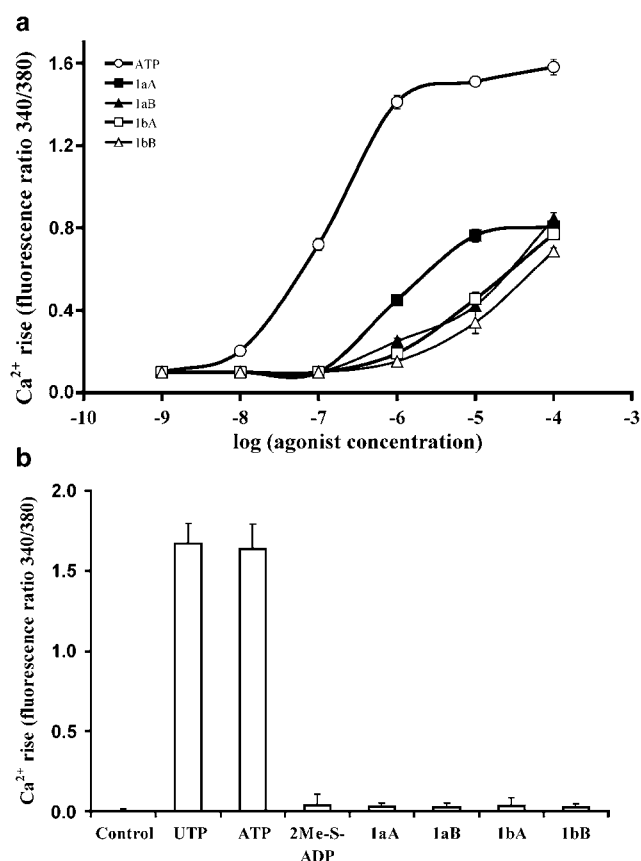 a
Ca2+ rise (fluorescence ratio 340/380)
1.6
1.2
0.8
0.4
0.0
ATP
1aA
1aB
1bA
1bB
-10 -9 -8 -7 -6 -5 -4 -3
log (agonist concentration)
b
Ca2+ rise (fluorescence ratio 340/380)
2.0
1.5
1.0
0.5
0.0
Control UTP ATP 2Me-S- 1aA 1aB 1bA 1bB
ADP